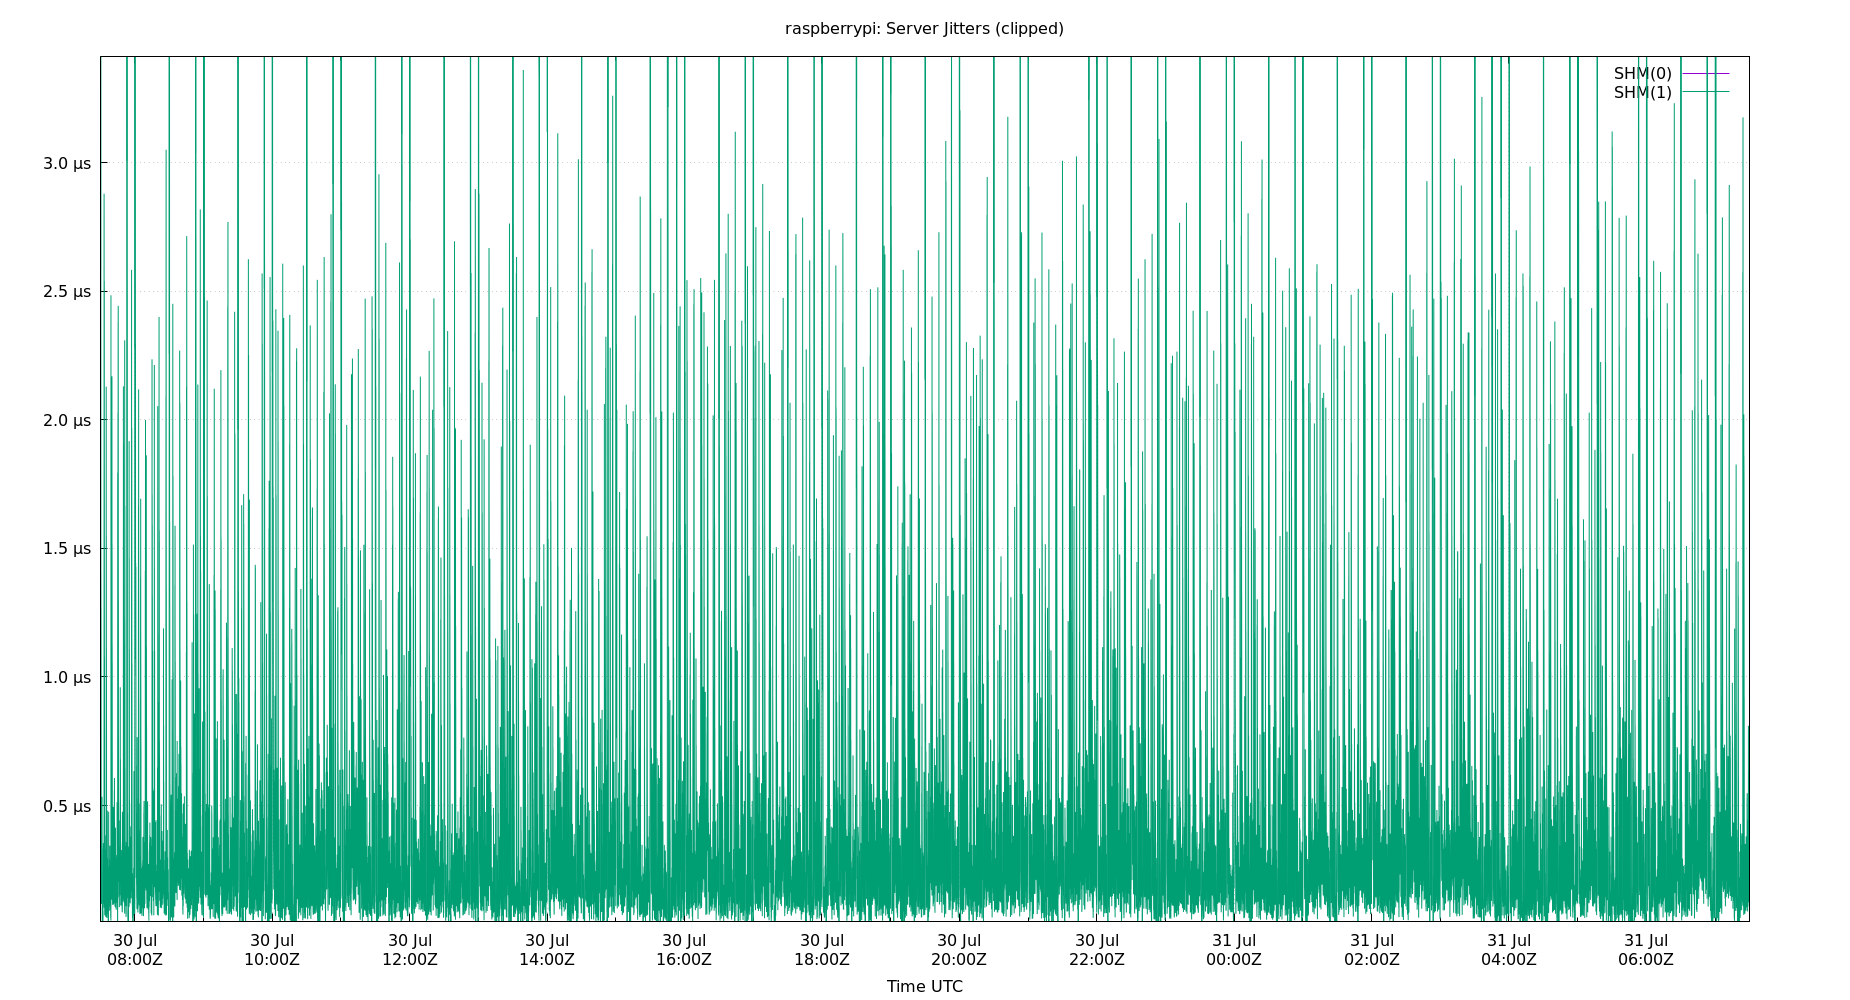 raspberrypi: Server Jitters (clipped)
SHM(0)
SHM(1)
3.0 µs
2.5 µs
2.0 µs
1.5 µs
1.0 µs
0.5 µs
30 Jul 30 Jul 30 Jul 30 Jul 30 Jul 30 Jul 30 Jul 30 Jul 31 Jul 31 Jul 31 Jul 31 Jul
08:00Z 10:00Z 12:00Z 14:00Z 16:00Z 18:00Z 20:00Z 22:00Z 00:00Z 02:00Z 04:00Z 06:00Z
Time UTC